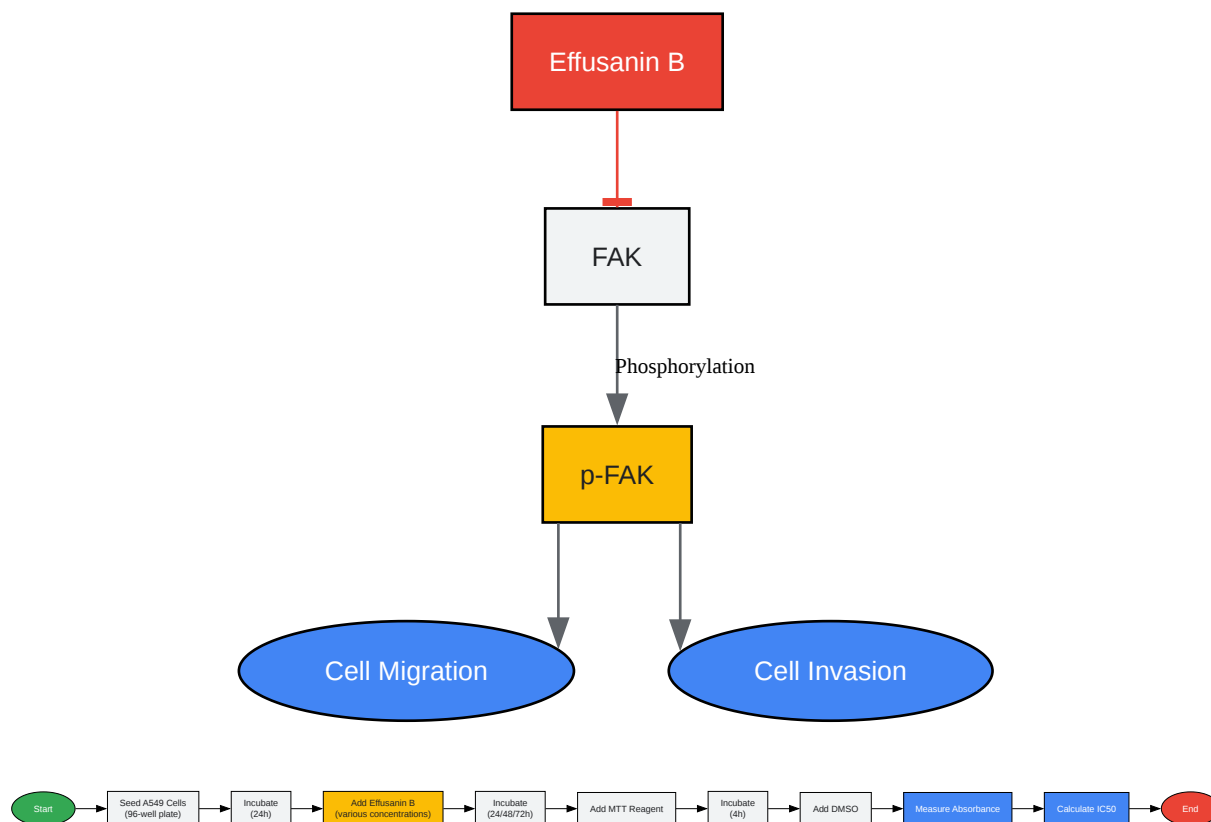 Effusanin B
FAK
Phosphorylation
p-FAK
Cell Migration
Cell Invasion
Start
Seed A549 Cells
(96-well plate)
Incubate
(24h)
Add Effusanin B
(various concentrations)
Incubate
(24/48/72h)
Add MTT Reagent
Incubate
(4h)
Add DMSO
Measure Absorbance
Calculate IC50
End